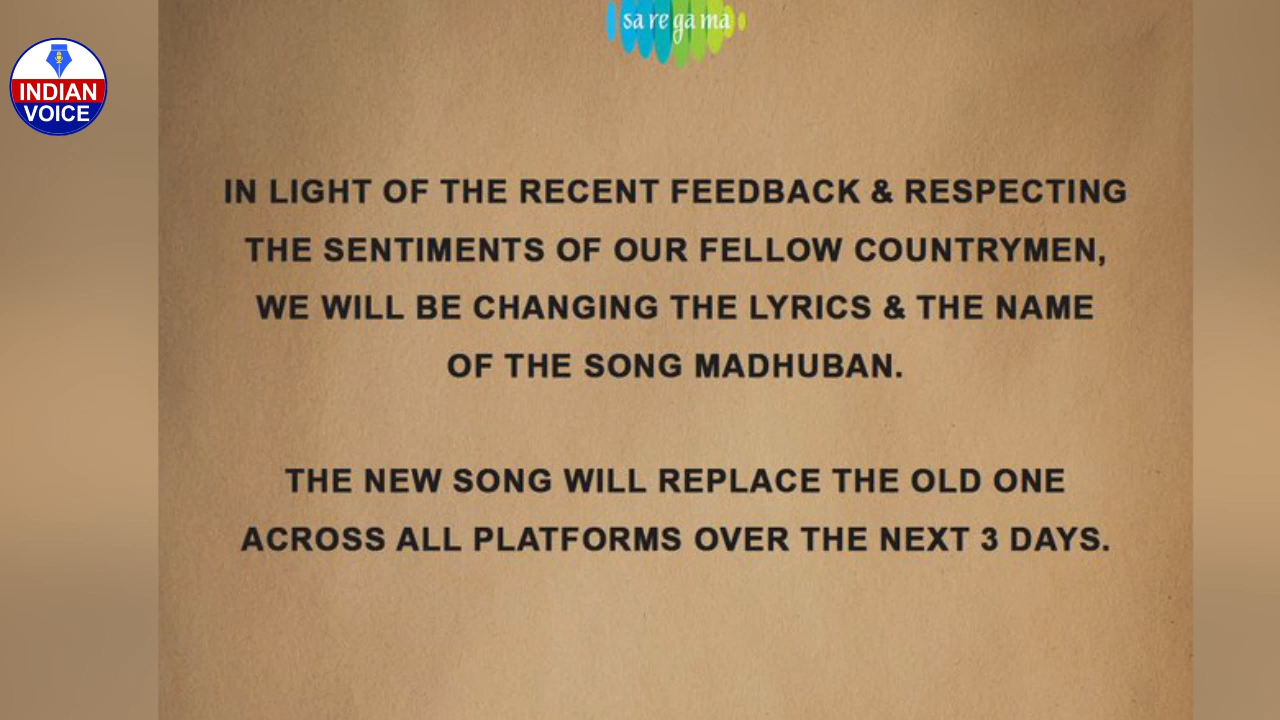 sa re ga ma
INDIAN
VOICE
IN LIGHT OF THE RECENT FEEDBACK & RESPECTING
THE SENTIMENTS OF OUR FELLOW COUNTRYMEN,
WE WILL BE CHANGING THE LYRICS & THE NAME
OF THE SONG MADHUBAN.
THE NEW SONG WILL REPLACE THE OLD ONE
ACROSS ALL PLATFORMS OVER THE NEXT 3 DAYS.